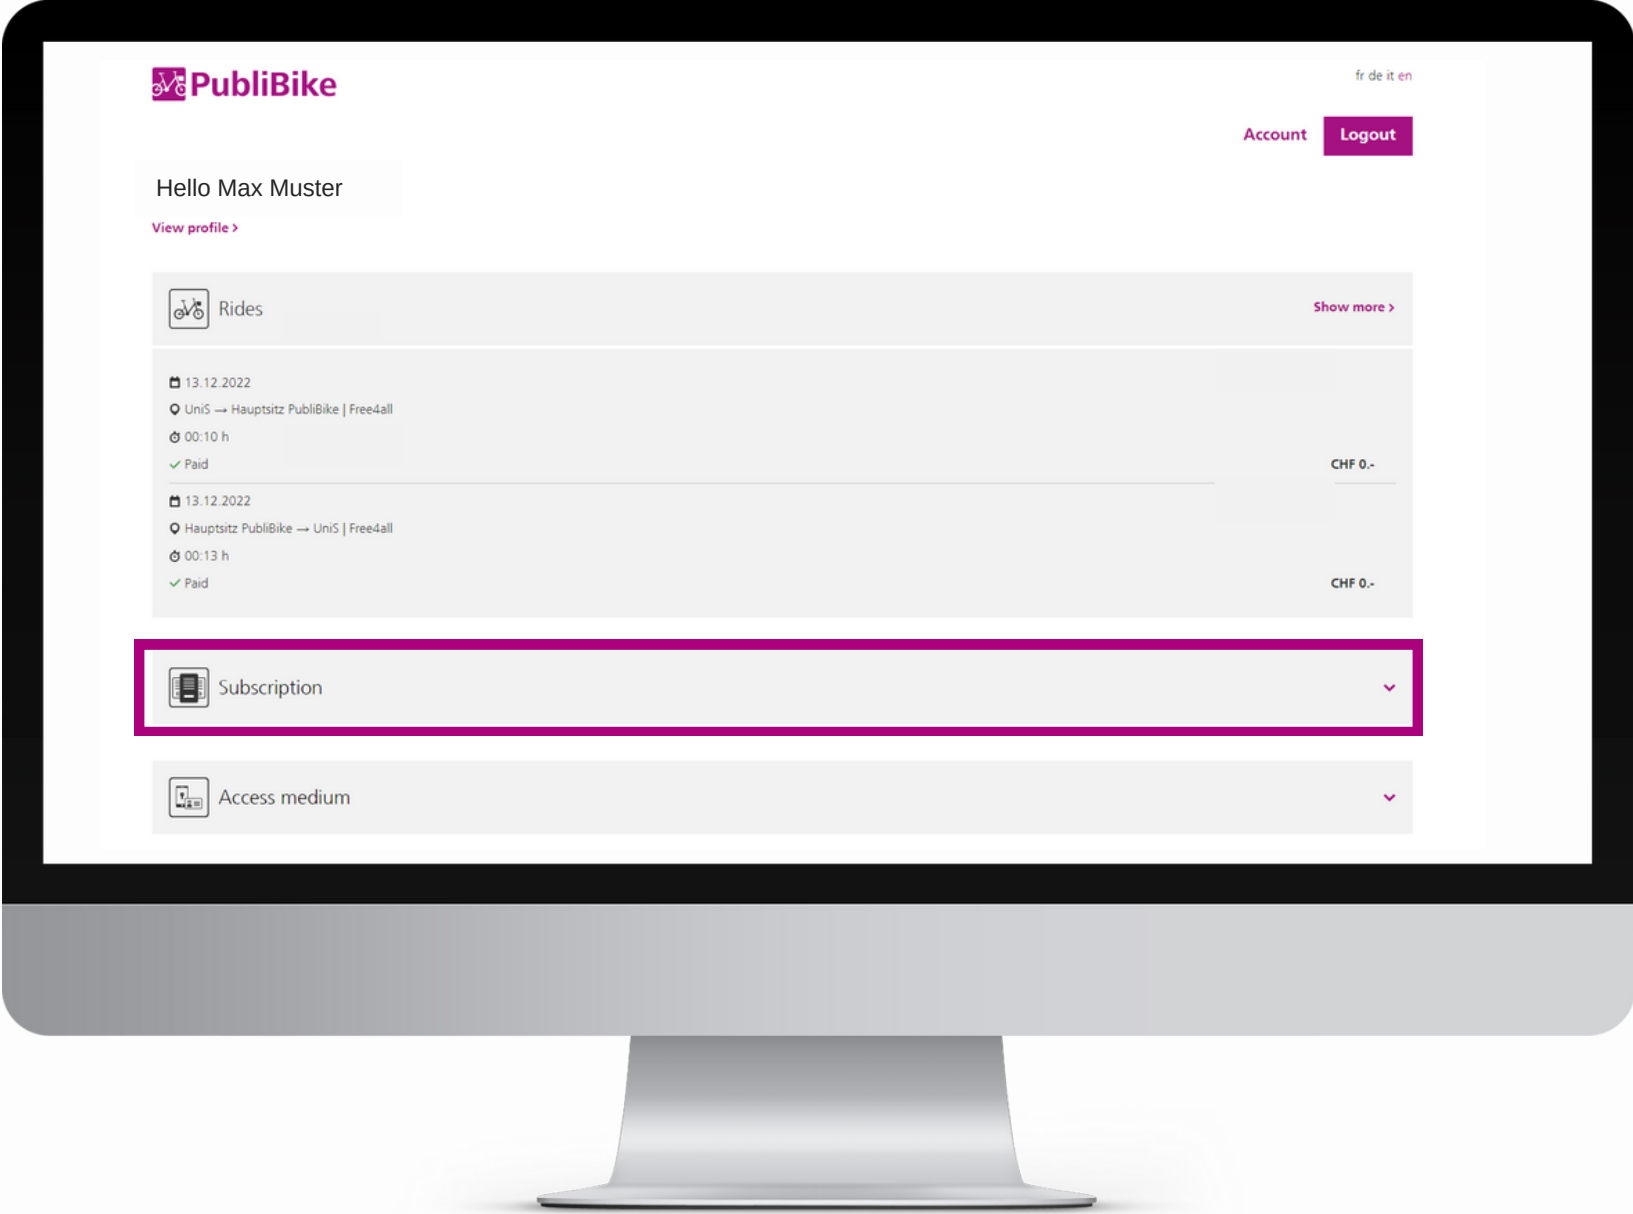 PubliBike
fr de it en
Account
Logout
Hello Max Muster
View profile >
Rides
Show more >
13.12.2022
UniS → Hauptsitz PubliBike | Free4all
00:10 h
Paid
CHF 0.-
13.12.2022
Hauptsitz PubliBike → UniS | Free4all
00:13 h
Paid
CHF 0.-
Subscription
Access medium